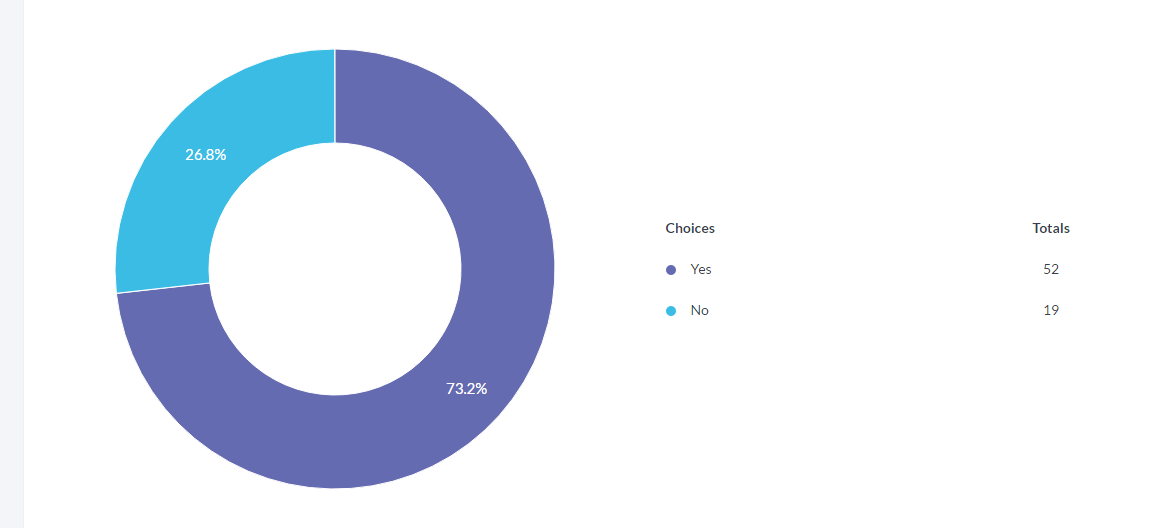 26.8%
73.2%
Choices Totals
Yes 52
No 19